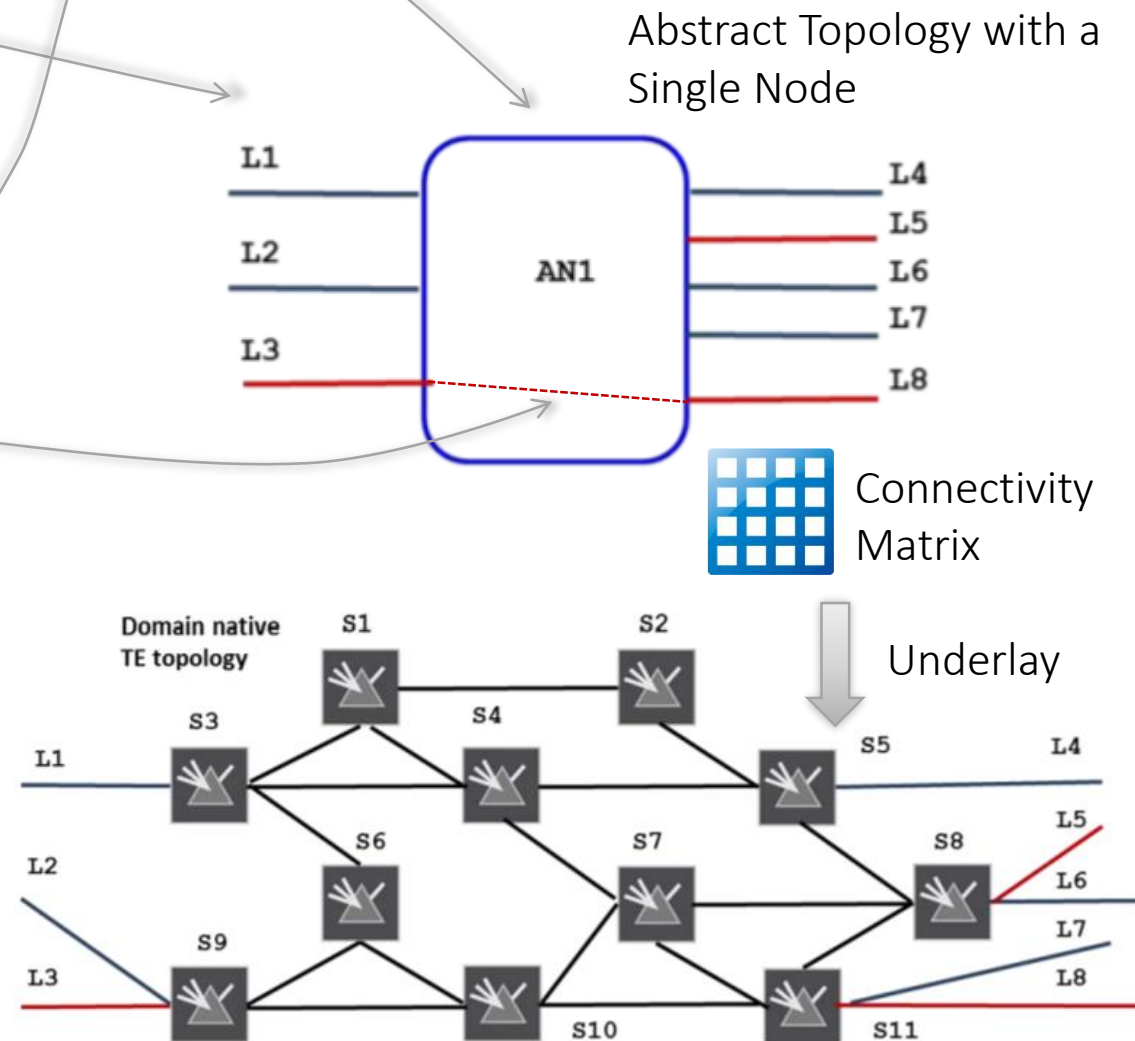 Abstract Topology with a
Single Node
L1
L2
L3
AN1
L4
L5
L6
L7
L8
Connectivity
Matrix
Underlay
Domain native
TE topology
S1
S2
S3
S4
S5
L1
L4
L5
S6
S7
S8
L2
L6
L7
S9
L3
L8
S10
S11